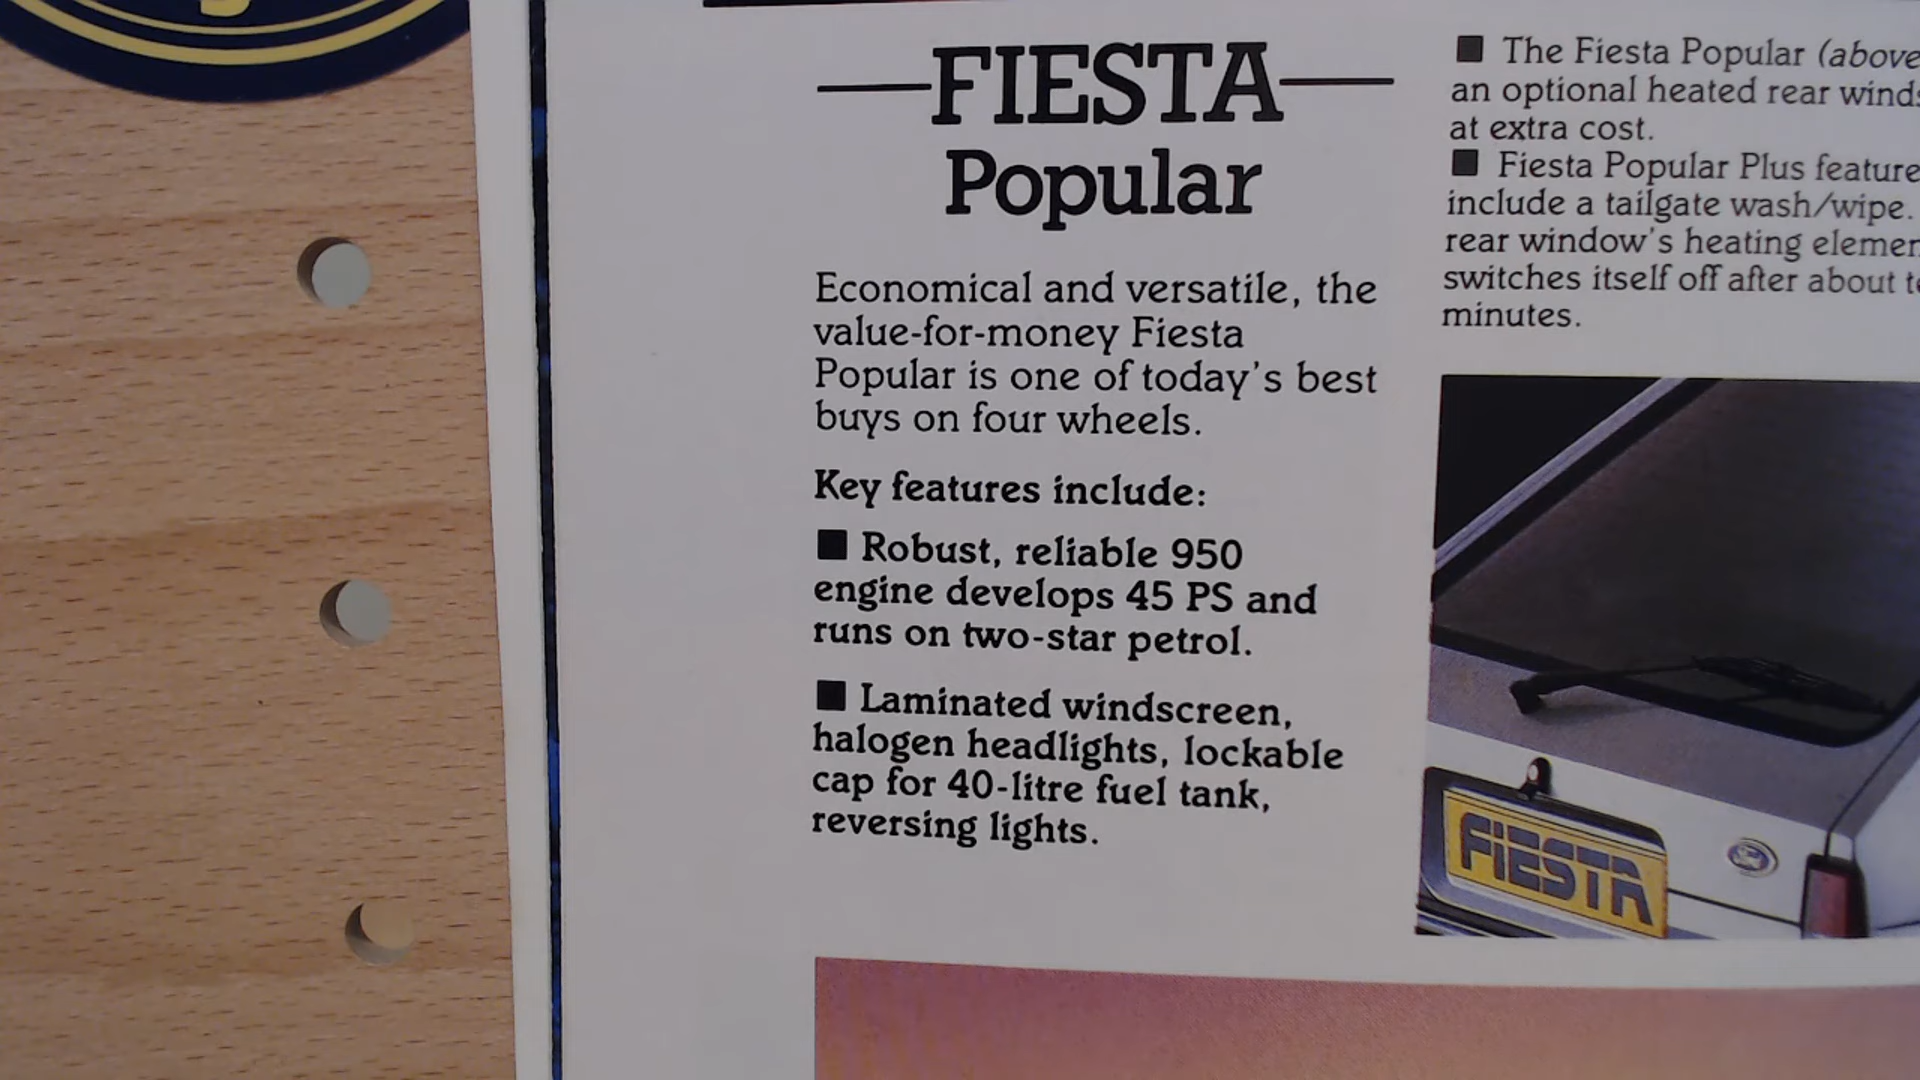 FIESTA
Popular
Economical and versatile, the
value-for-money Fiesta
Popular is one of today's best
buys on four wheels.
Key features include:
■ Robust, reliable 950
engine develops 45 PS and
runs on two-star petrol.
■ Laminated windscreen,
halogen headlights, lockable
cap for 40-litre fuel tank,
reversing lights.
■ The Fiesta Popular (above
an optional heated rear
at extra cost.
■ Fiesta Popular Plus
include a tailgate wash/wipe.
rear window's heating
switches itself off after about
minutes.
FIESTA